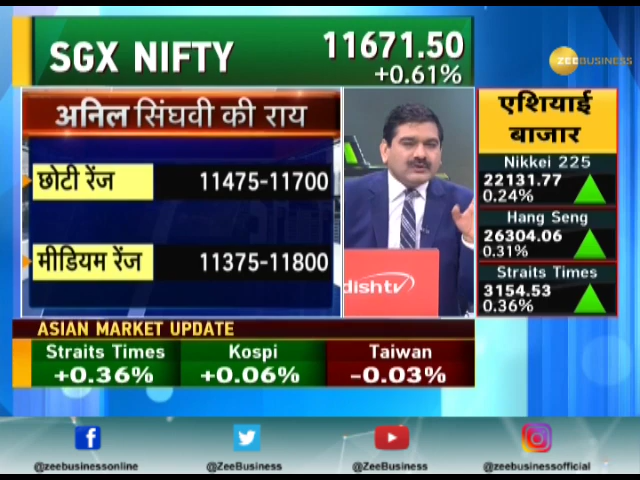 SGX NIFTY
11671.50
+0.61%
ZEEBUSINESS
अनिल सिंघवी की राय
छोटी रेंज 11475-11700
मीडियम रेंज 11375-11800
dishtv
एशियाई
बाजार
Nikkei 225
22131.77
0.24%
Hang Seng
26304.06
0.31%
Straits Times
3154.53
0.36%
ASIAN MARKET UPDATE
Straits Times
+0.36%
Kospi
+0.06%
Taiwan
-0.03%
@zeebusinessonline
@ZeeBusiness
@ZeeBusiness
@zeebusinessofficial